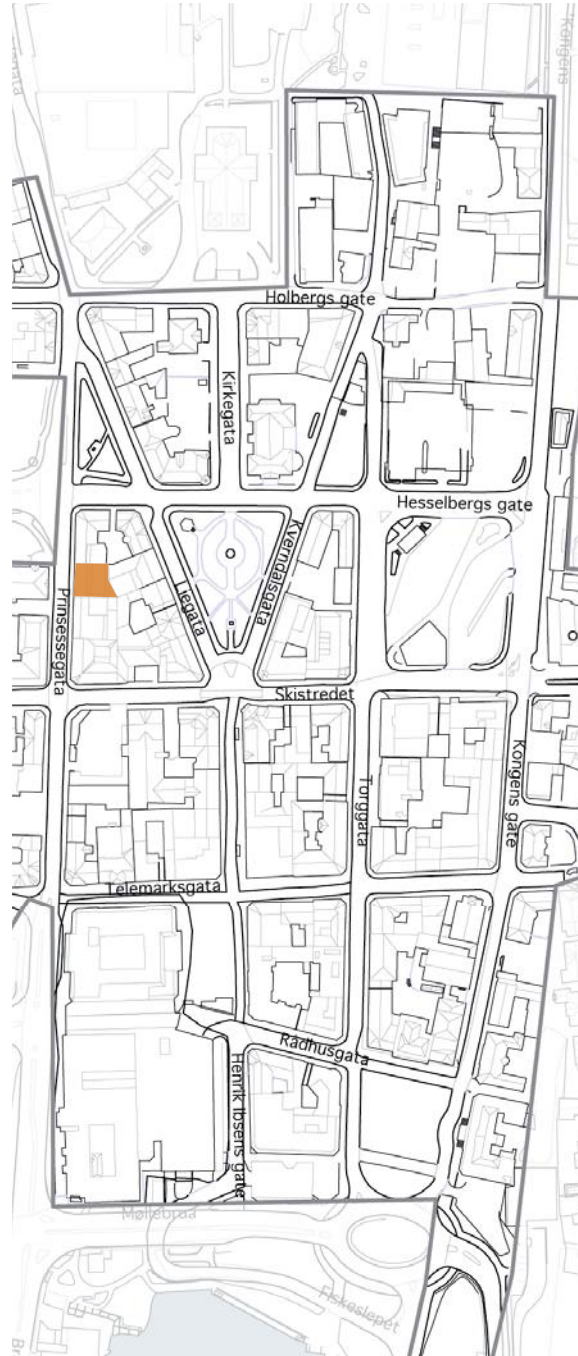 Kongens
Holbergs gate
Kirkegata
Hesselbergs gate
Kverndalsgata
Liegata
Prinsessegata
Skistredet
Torggata
Kongens gate
Telemarksgata
Rådhusgata
Henrik Ibsens gate
Møllebrua
Fiskeslepet